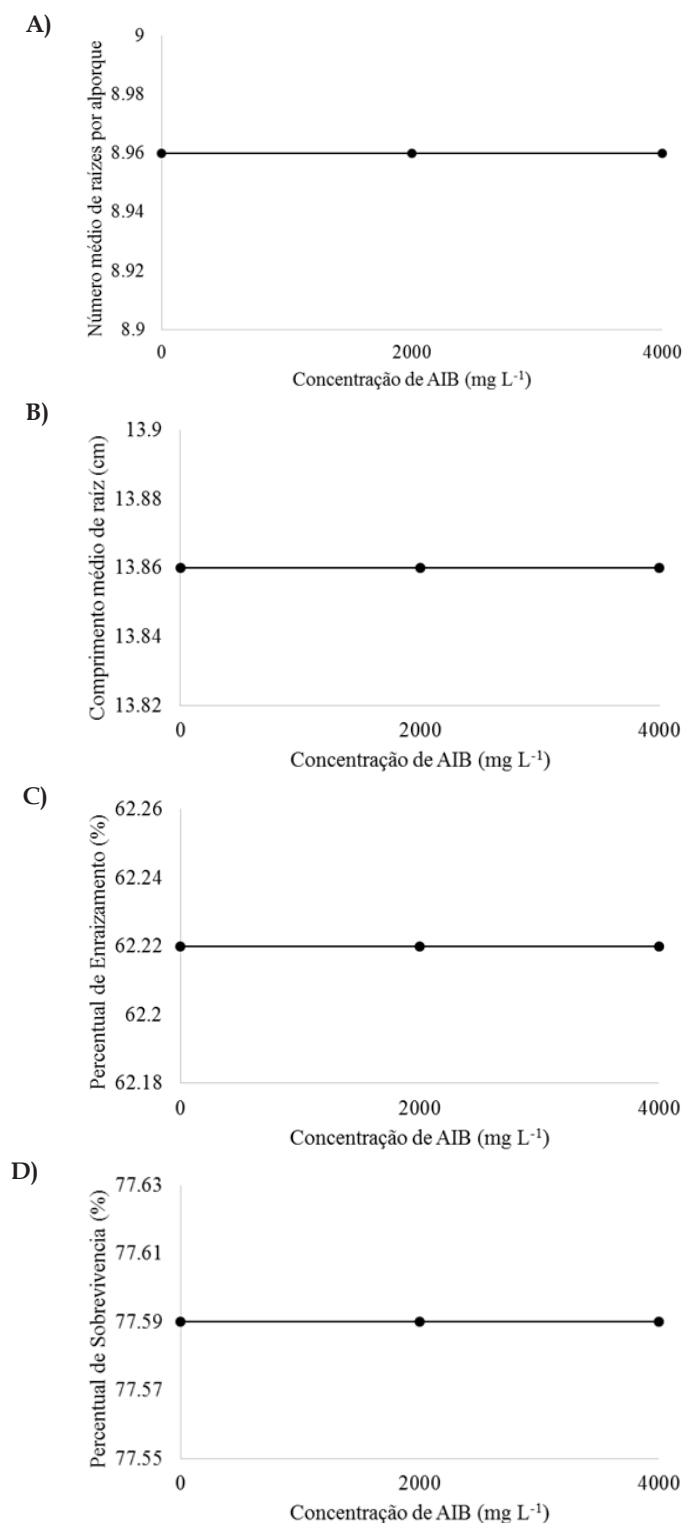 A)
Número médio de raízes por alporque
9
8.98
8.96
8.94
8.92
8.9
0 2000 4000
Concentração de AIB (mg L-1)
B)
Comprimento médio de raíz (cm)
13.9
13.88
13.86
13.84
13.82
0 2000 4000
Concentração de AIB (mg L-1)
C)
Percentual de Enraizamento (%)
62.26
62.24
62.22
62.2
62.18
0 2000 4000
Concentração de AIB (mg L-1)
D)
Percentual de Sobrevivencia (%)
77.63
77.61
77.59
77.57
77.55
0 2000 4000
Concentração de AIB (mg L-1)